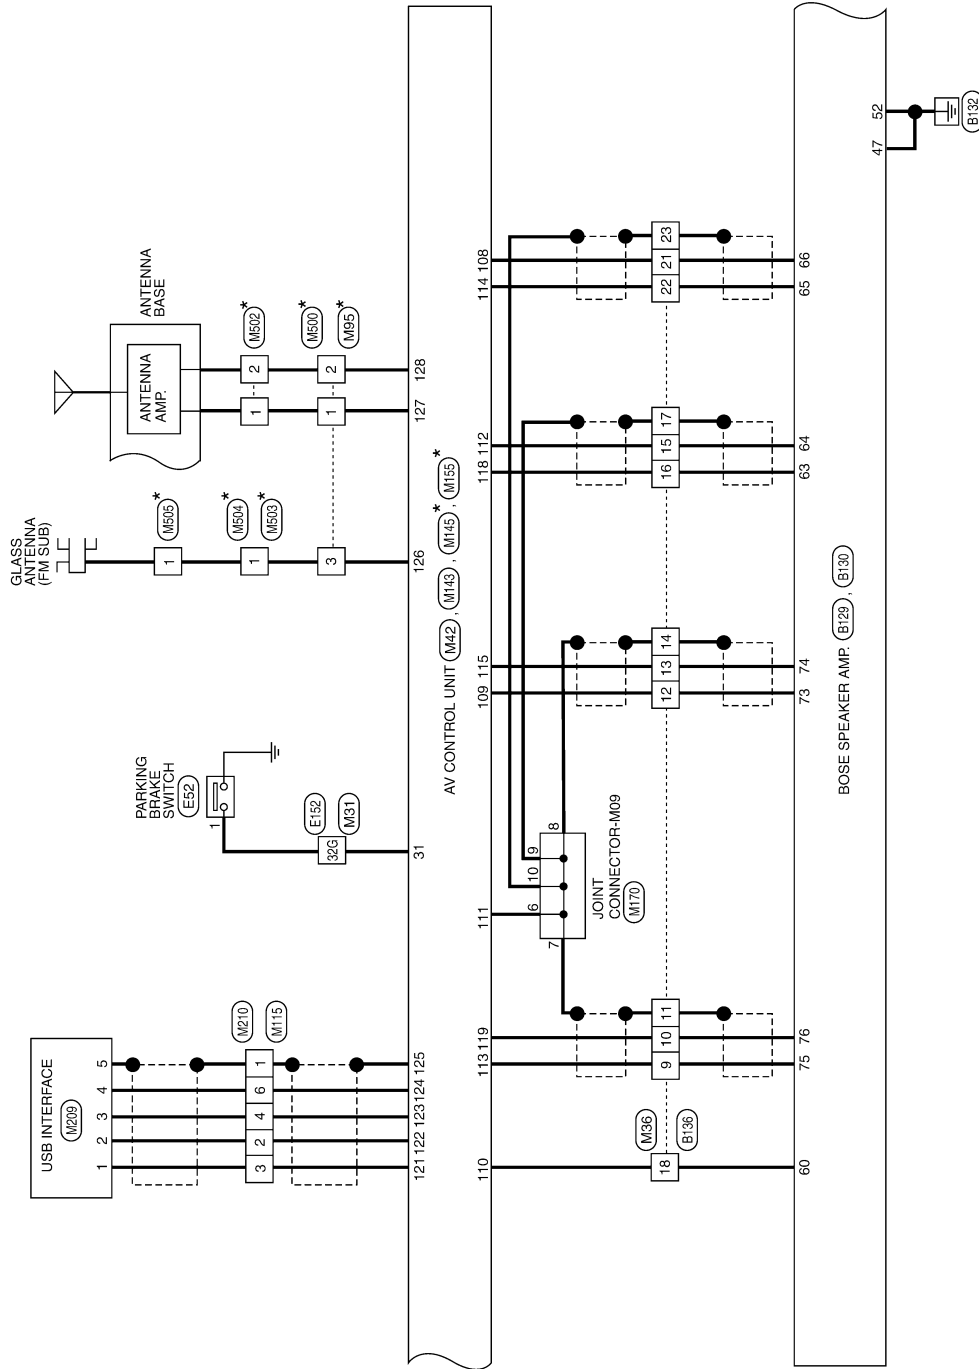 USB INTERFACE
M209
1 2 3 4 5
3 2 4 6 1
M210
M115
121 122 123 124 125
PARKING
BRAKE
SWITCH
E52
1
32G
E152
M31
31
GLASS
ANTENNA
(FM SUB)
1
M505*
1
M504*
M503*
3
126
ANTENNA
BASE
ANTENNA
AMP.
1 2
M502*
1 2
M500*
M95*
127 128
AV CONTROL UNIT M42 , M143 , M145* , M155*
110 113 119 111 109 115 118 112 114 108
6 10 9
7 8
JOINT
CONNECTOR-M09
M170
M36
B136
18 9 10 11 12 13 14 16 15 17 22 21 23
60 75 76 73 74 63 64 65 66
BOSE SPEAKER AMP. B129 , B130
47 52
B132